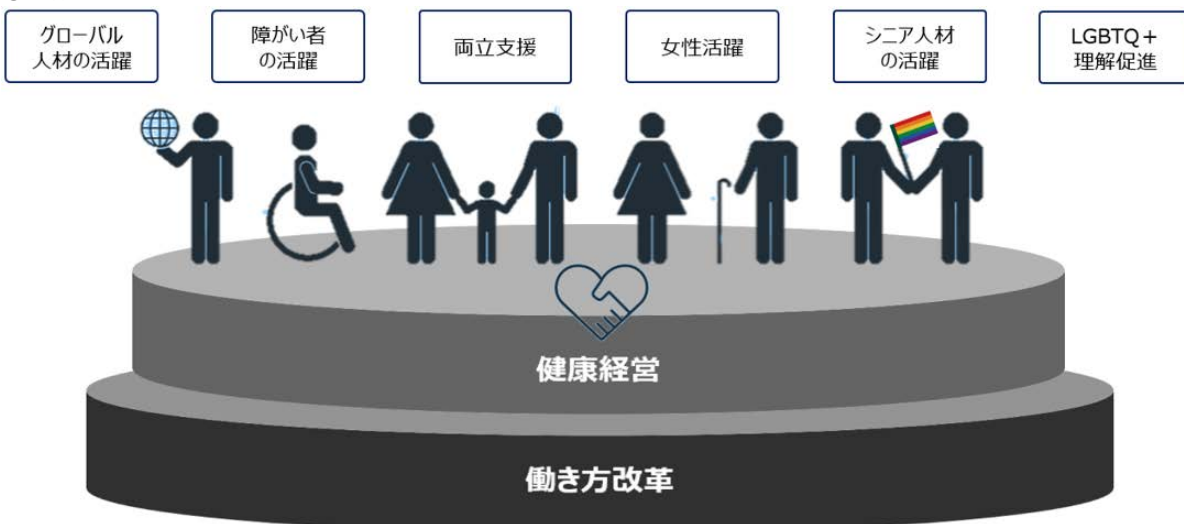 グローバル
人材の活躍
障がい者
の活躍
両立支援
女性活躍
シニア人材
の活躍
LGBTQ+
理解促進
健康経営
働き方改革